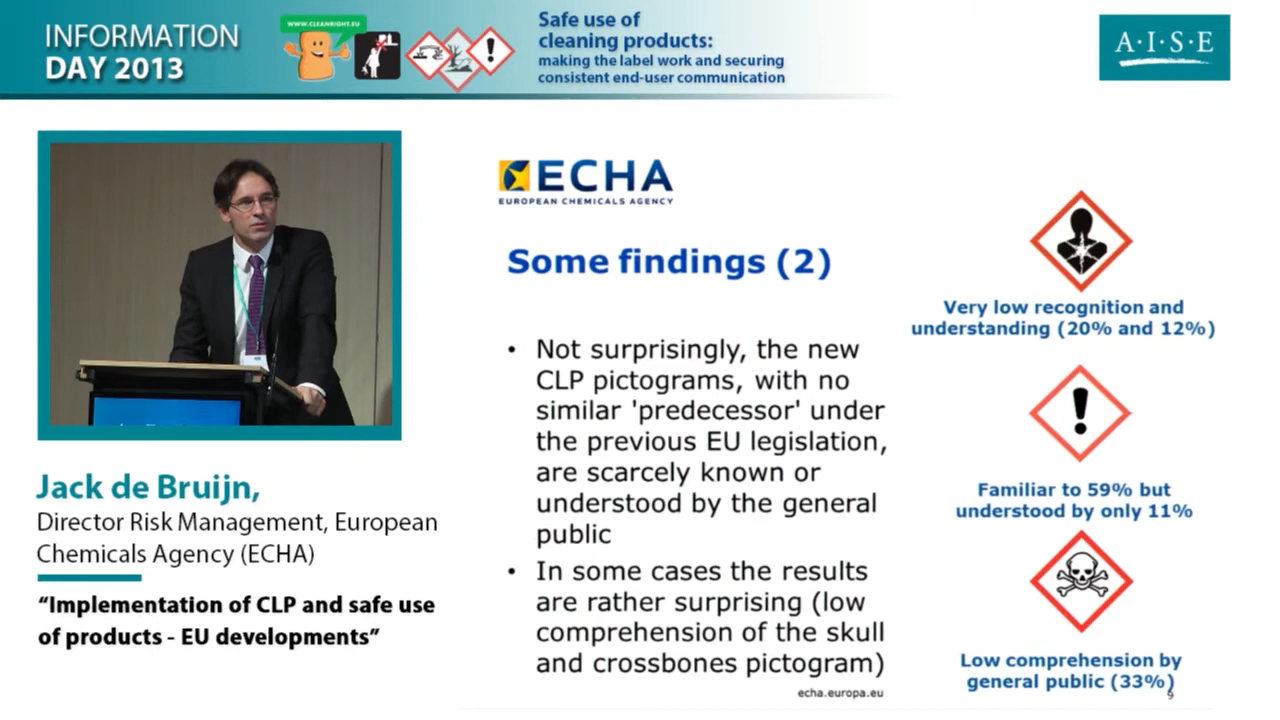 INFORMATION
DAY 2013
WWW.CLEANRIGHT.EU
Safe use of
cleaning products:
making the label work and securing
consistent end-user communication
A·I·S·E
Jack de Bruijn,
Director Risk Management, European
Chemicals Agency (ECHA)
“Implementation of CLP and safe use
of products - EU developments”
ECHA
EUROPEAN CHEMICALS AGENCY
Some findings (2)
• Not surprisingly, the new
CLP pictograms, with no
similar 'predecessor' under
the previous EU legislation,
are scarcely known or
understood by the general
public
• In some cases the results
are rather surprising (low
comprehension of the skull
and crossbones pictogram)
echa.europa.eu
Very low recognition and
understanding (20% and 12%)
Familiar to 59% but
understood by only 11%
Low comprehension by
general public (33%)
9